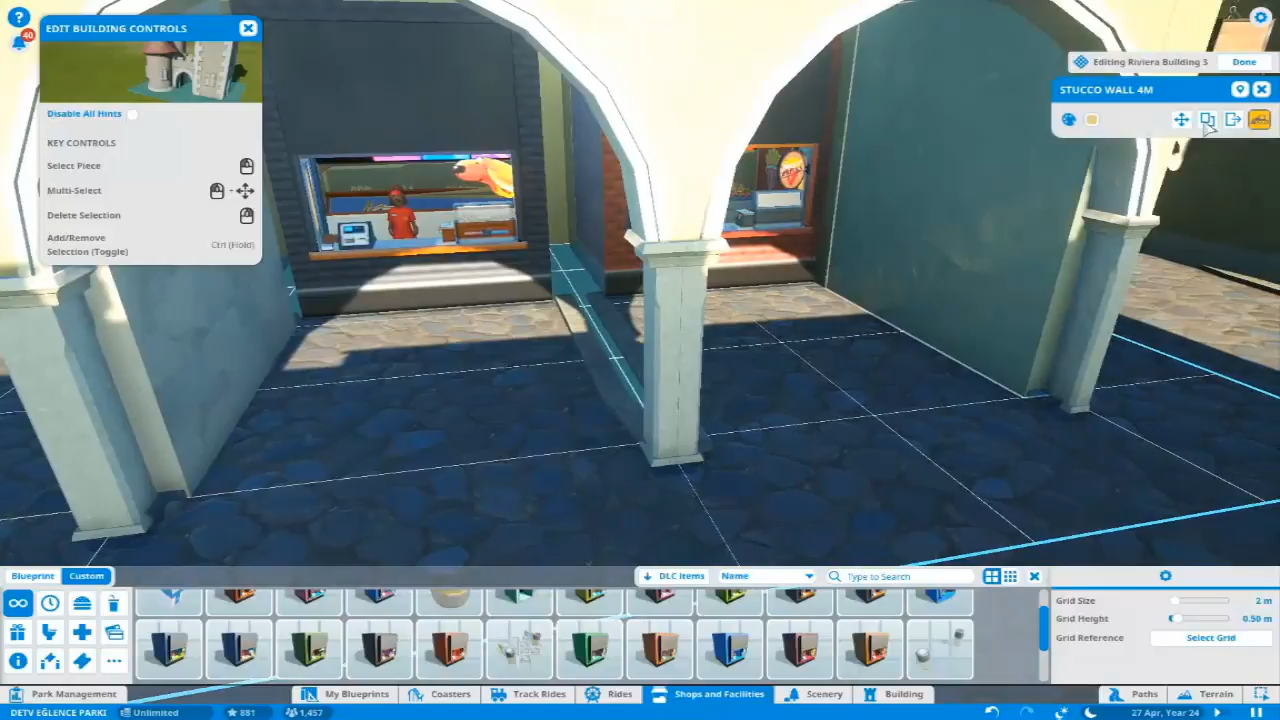 EDIT BUILDING CONTROLS
Disable All Hints
KEY CONTROLS
Select Piece
Multi-Select
Delete Selection
Add/Remove
Selection (Toggle)
Ctrl (Hold)
40
Editing Riviera Building 3
Done
STUCCO WALL 4M
Blueprint
Custom
DLC Items
Name
Type to Search
Grid Size
2 m
Grid Height
0.50 m
Grid Reference
Select Grid
Park Management
My Blueprints
Coasters
Track Rides
Rides
Shops and Facilities
Scenery
Building
Paths
Terrain
DETV EĞLENCE PARKI
Unlimited
881
1,457
27 Apr, Year 24